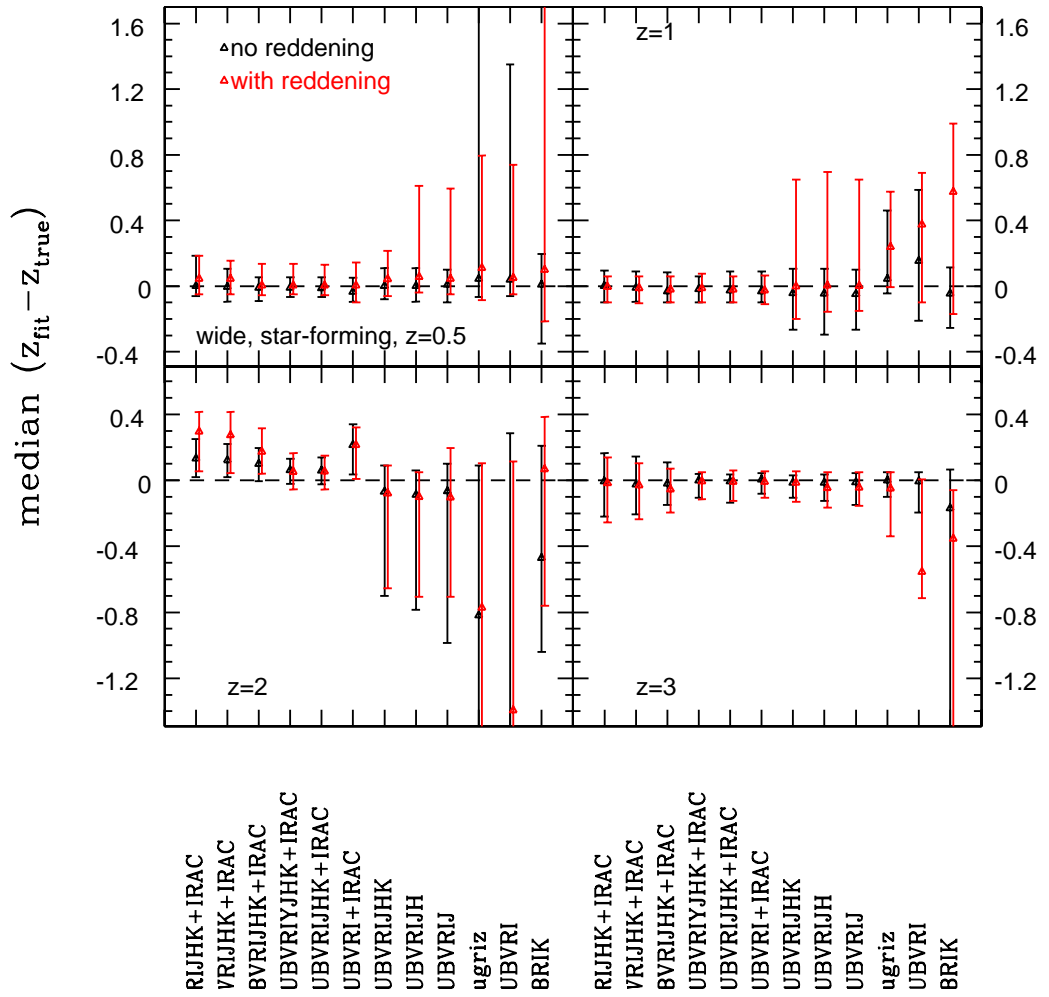 1.6
1.2
0.8
0.4
0
-0.4
0.4
0
-0.4
-0.8
-1.2
median (z_fit−z_true)
no reddening
with reddening
wide, star-forming, z=0.5
z=1
z=2
z=3
1.6
1.2
0.8
0.4
0
-0.4
0.4
0
-0.4
-0.8
-1.2
RIJHK+IRAC
VRIJHK+IRAC
BVRIJHK+IRAC
UBVRIYJHK+IRAC
UBVRIJHK+IRAC
UBVRI+IRAC
UBVRIJHK
UBVRIJH
UBVRIJ
ugriz
UBVRI
BRIK
RIJHK+IRAC
VRIJHK+IRAC
BVRIJHK+IRAC
UBVRIYJHK+IRAC
UBVRIJHK+IRAC
UBVRI+IRAC
UBVRIJHK
UBVRIJH
UBVRIJ
ugriz
UBVRI
BRIK